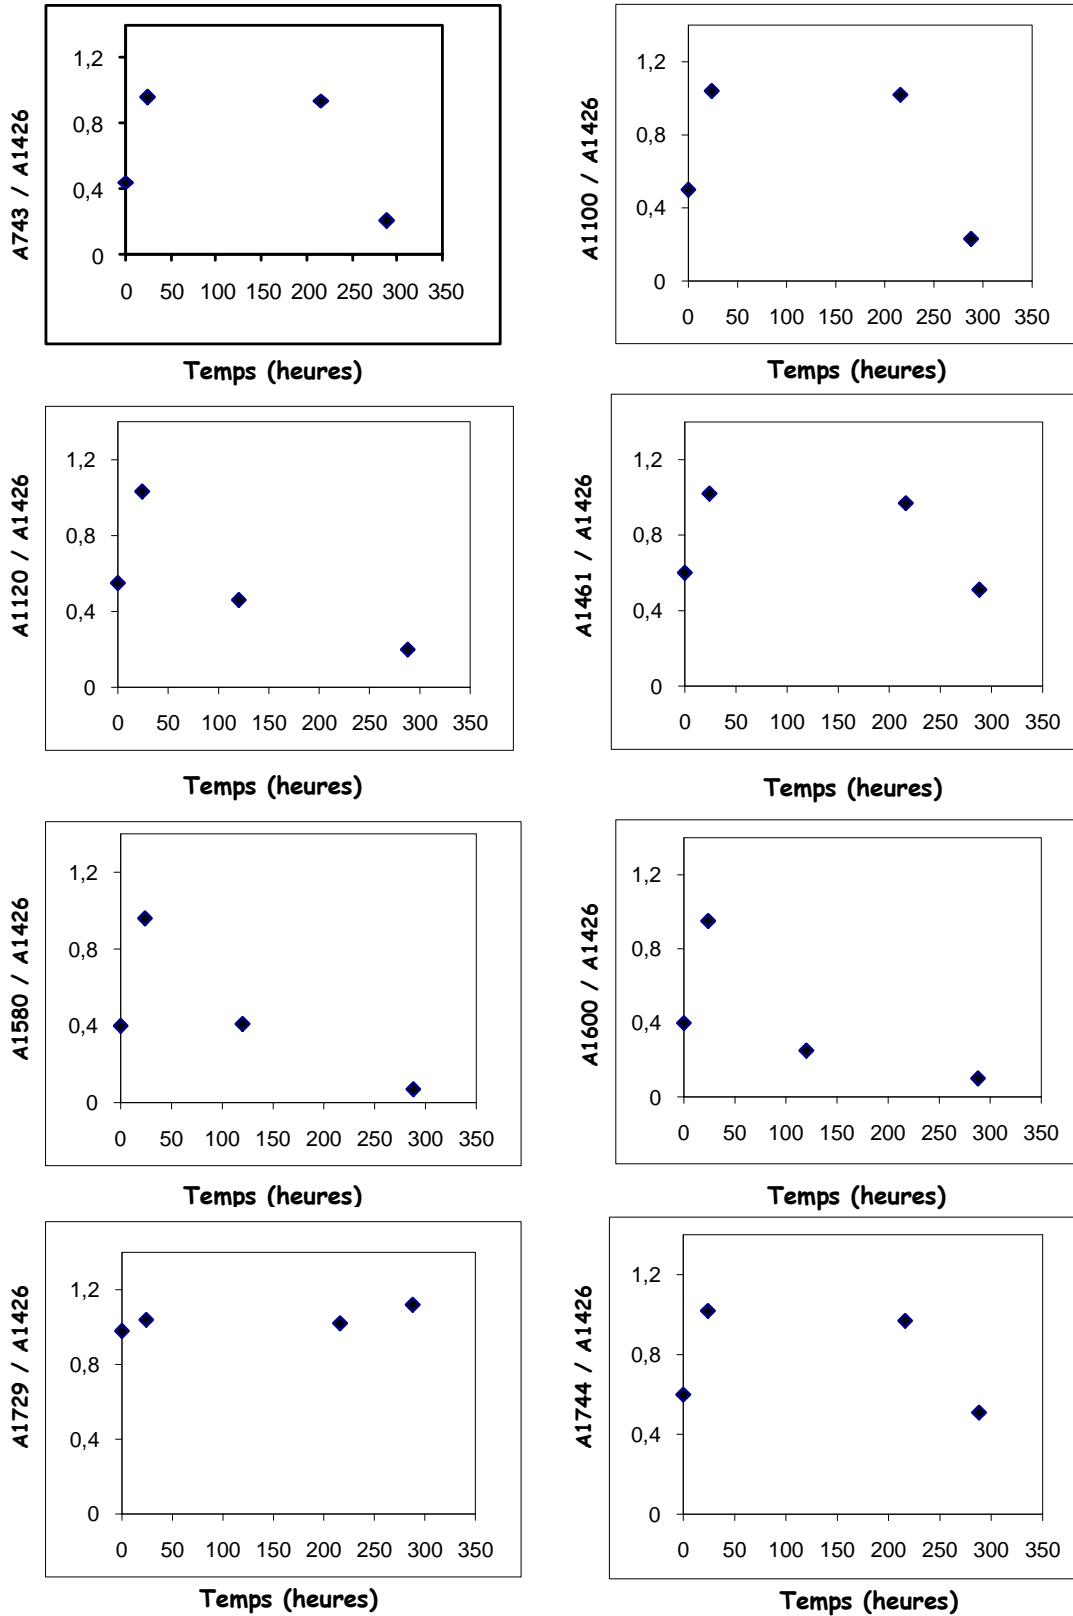 A743 / A1426
1,2
0,8
0,4
0
0 50 100 150 200 250 300 350
Temps (heures)
A1100 / A1426
1,2
0,8
0,4
0
0 50 100 150 200 250 300 350
Temps (heures)
A1120 / A1426
1,2
0,8
0,4
0
0 50 100 150 200 250 300 350
Temps (heures)
A1461 / A1426
1,2
0,8
0,4
0
0 50 100 150 200 250 300 350
Temps (heures)
A1580 / A1426
1,2
0,8
0,4
0
0 50 100 150 200 250 300 350
Temps (heures)
A1600 / A1426
1,2
0,8
0,4
0
0 50 100 150 200 250 300 350
Temps (heures)
A1729 / A1426
1,2
0,8
0,4
0
0 50 100 150 200 250 300 350
Temps (heures)
A1744 / A1426
1,2
0,8
0,4
0
0 50 100 150 200 250 300 350
Temps (heures)